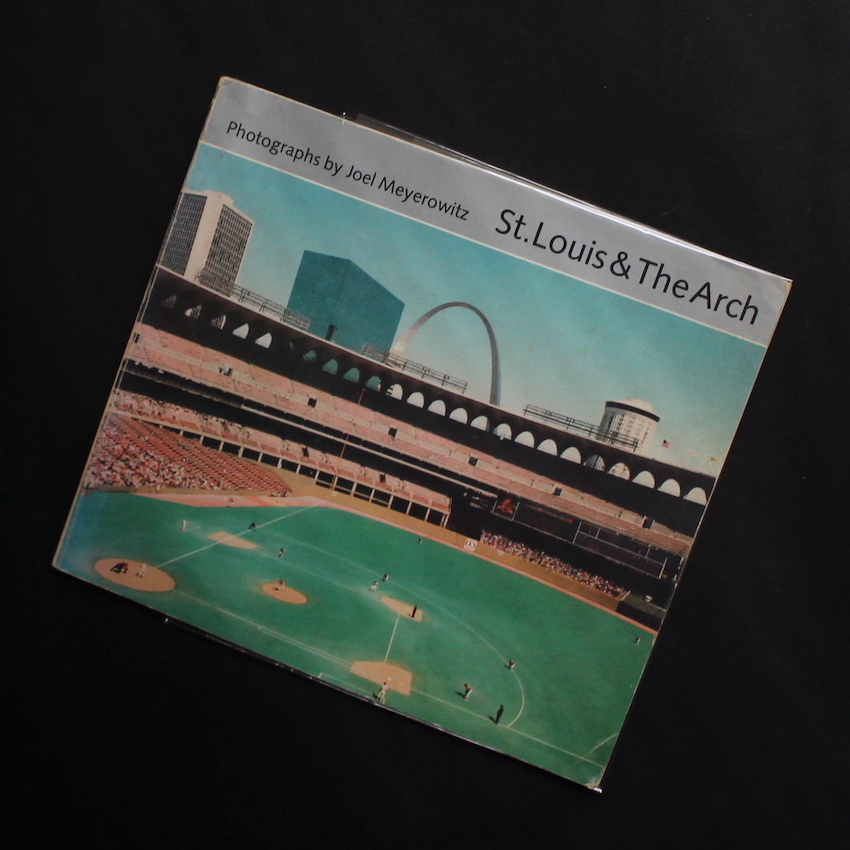 Photographs by Joel Meyerowitz
St. Louis & The Arch